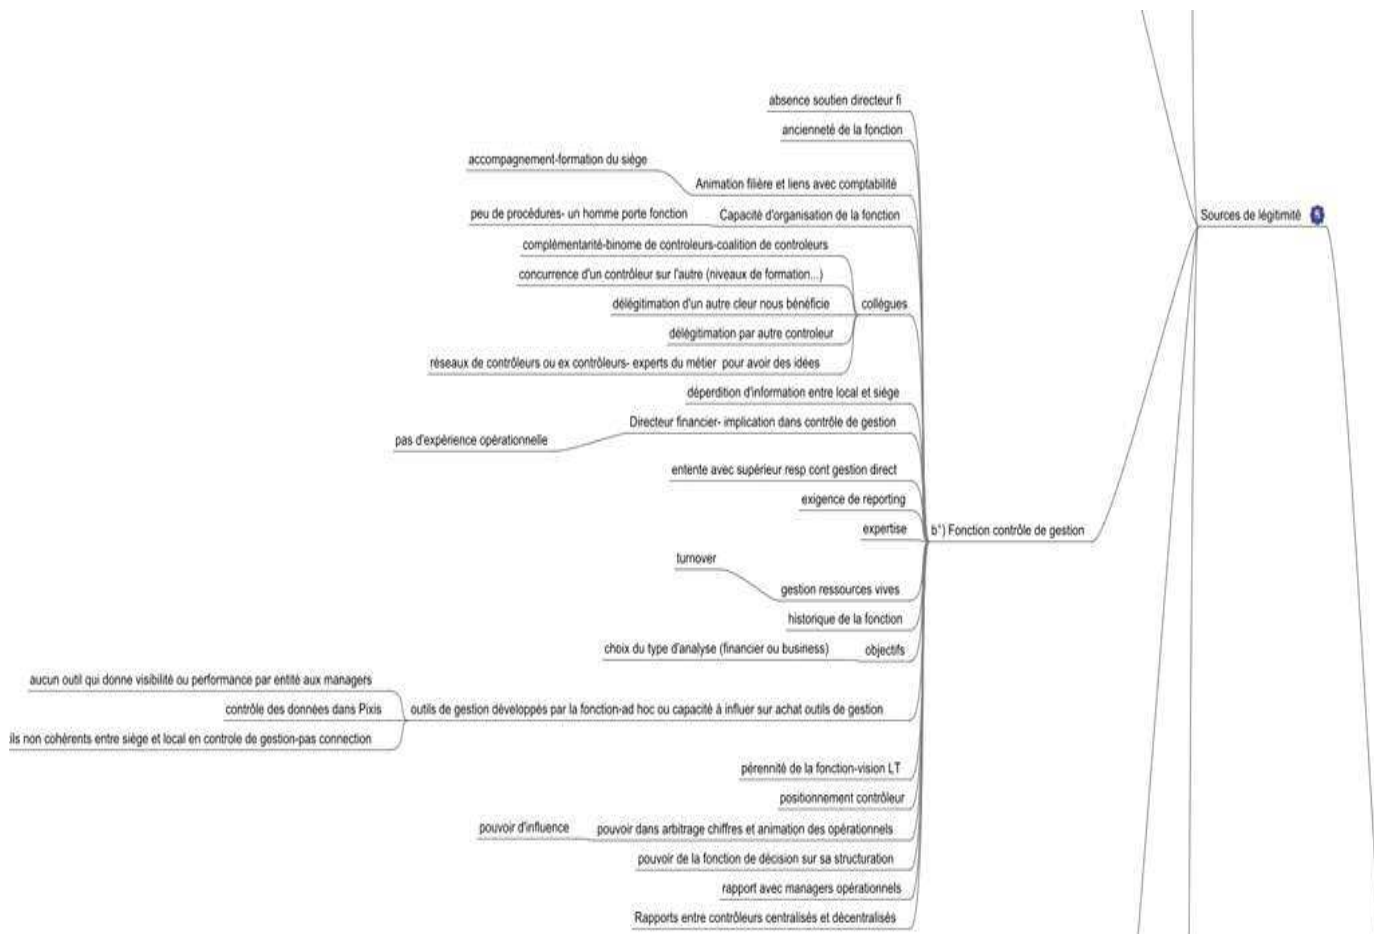 absence soutien directeur fi
ancienneté de la fonction
accompagnement-formation du siège
Animation filière et liens avec comptabilité
peu de procédures- un homme porte fonction
Capacité d'organisation de la fonction
Sources de légitimité
complémentarité-binome de controleurs-coalition de controleurs
concurrence d'un contrôleur sur l'autre (niveaux de formation...)
délégitimation d'un autre cleur nous bénéficie
collègues
délégitimation par autre controleur
réseaux de contrôleurs ou ex contrôleurs- experts du métier pour avoir des idées
déperdition d'information entre local et siège
Directeur financier- implication dans contrôle de gestion
pas d'expérience opérationnelle
entente avec supérieur resp cont gestion direct
exigence de reporting
expertise
b°) Fonction contrôle de gestion
turnover
gestion ressources vives
historique de la fonction
choix du type d'analyse (financier ou business)
objectifs
aucun outil qui donne visibilité ou performance par entité aux managers
contrôle des données dans Pixis
outils de gestion développés par la fonction-ad hoc ou capacité à influer sur achat outils de gestion
ils non cohérents entre siège et local en controle de gestion-pas connection
pérennité de la fonction-vision LT
positionnement contrôleur
pouvoir d'influence
pouvoir dans arbitrage chiffres et animation des opérationnels
pouvoir de la fonction de décision sur sa structuration
rapport avec managers opérationnels
Rapports entre contrôleurs centralisés et décentralisés